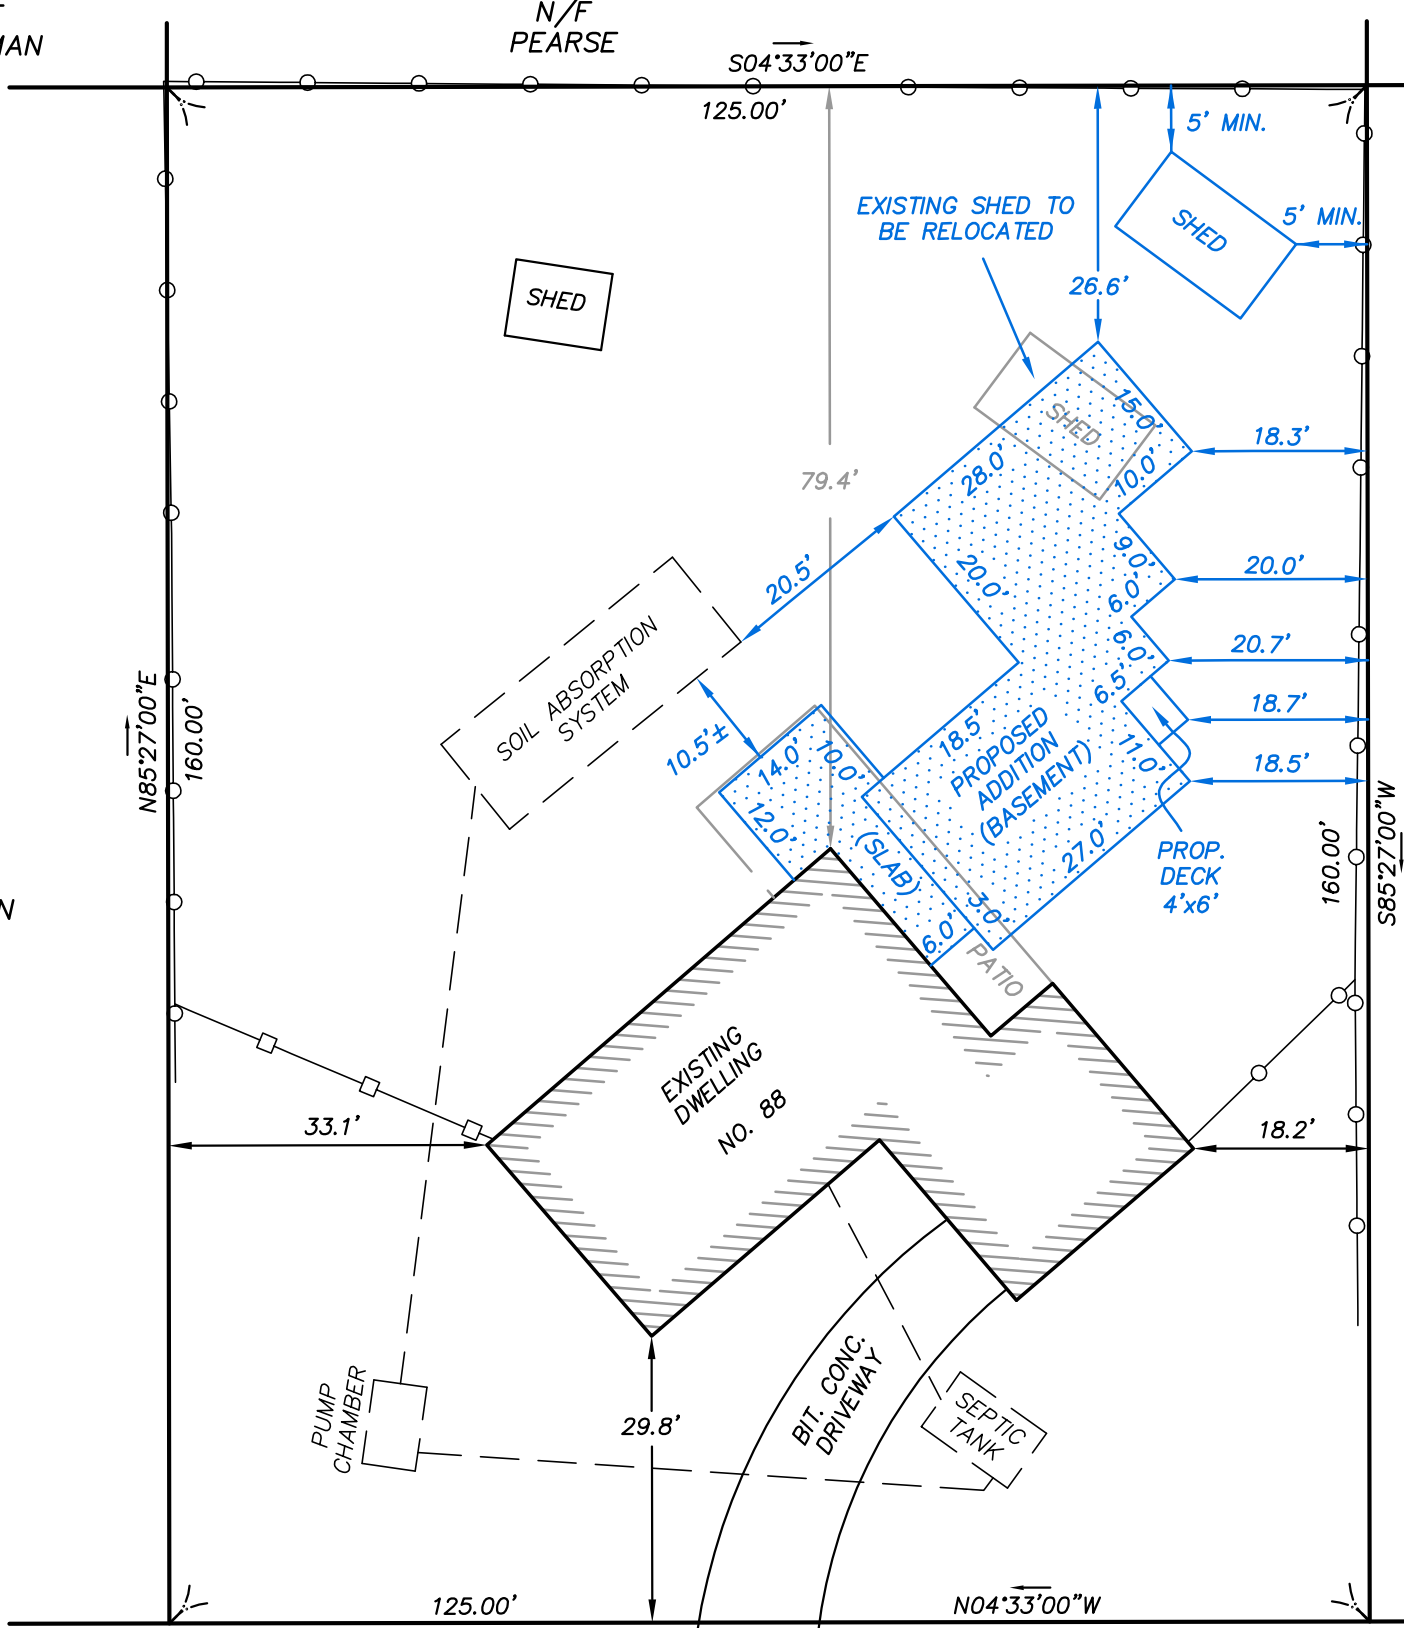 N/F
PEARSE
MAN
S04°33'00"E
125.00'
5' MIN.
SHED
5' MIN.
EXISTING SHED TO
BE RELOCATED
26.6'
SHED
SHED
15.0'
18.3'
28.0'
10.0'
79.4'
9.0'
20.0'
20.5'
20.0'
6.0'
6.0'
20.7'
SOIL ABSORPTION
SYSTEM
6.5'
18.7'
N85°27'00"E
160.00'
10.5'±
14.0'
10.0'
18.5'
PROPOSED
ADDITION
(BASEMENT)
11.0'
18.5'
12.0'
(SLAB)
27.0'
PROP.
DECK
4'x6'
160.00'
S85°27'00"W
N
3.0'
6.0'
PATIO
EXISTING
DWELLING
NO. 88
33.1'
18.2'
BIT. CONC.
DRIVEWAY
PUMP
CHAMBER
29.8'
SEPTIC
TANK
125.00'
N04°33'00"W